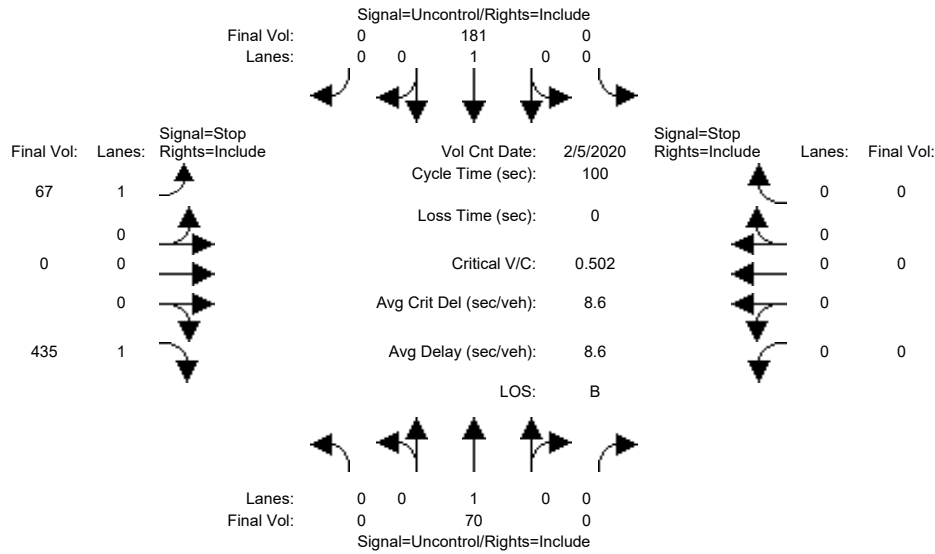 Signal=Uncontrol/Rights=Include
Final Vol: 0 181 0
Lanes: 0 0 1 0 0
Signal=Stop Signal=Stop
Final Vol: Lanes: Rights=Include Vol Cnt Date: 2/5/2020 Rights=Include Lanes: Final Vol:
Cycle Time (sec): 100
67 1 0 0
Loss Time (sec): 0
0 0
0 0 Critical V/C: 0.502 0 0
0 Avg Crit Del (sec/veh): 8.6 0
435 1 Avg Delay (sec/veh): 8.6 0 0
LOS: B
Lanes: 0 0 1 0 0
Final Vol: 0 70 0
Signal=Uncontrol/Rights=Include